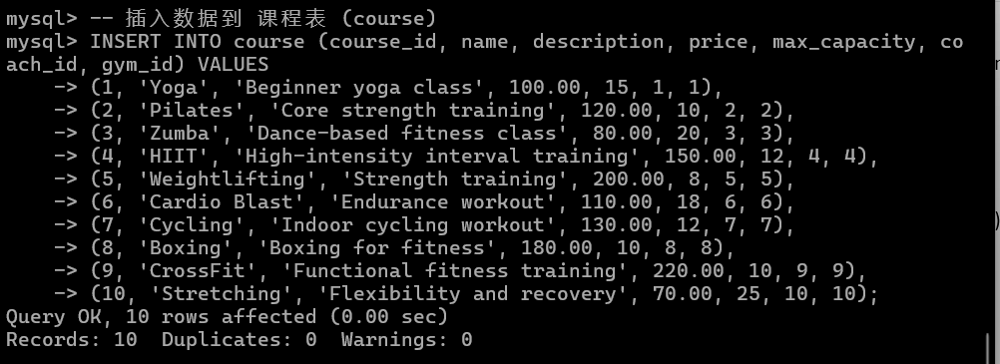 mysql> -- 插入数据到 课程表 (course)
mysql> INSERT INTO course (course_id, name, description, price, max_capacity, co
ach_id, gym_id) VALUES
    -> (1, 'Yoga', 'Beginner yoga class', 100.00, 15, 1, 1),
    -> (2, 'Pilates', 'Core strength training', 120.00, 10, 2, 2),
    -> (3, 'Zumba', 'Dance-based fitness class', 80.00, 20, 3, 3),
    -> (4, 'HIIT', 'High-intensity interval training', 150.00, 12, 4, 4),
    -> (5, 'Weightlifting', 'Strength training', 200.00, 8, 5, 5),
    -> (6, 'Cardio Blast', 'Endurance workout', 110.00, 18, 6, 6),
    -> (7, 'Cycling', 'Indoor cycling workout', 130.00, 12, 7, 7),
    -> (8, 'Boxing', 'Boxing for fitness', 180.00, 10, 8, 8),
    -> (9, 'CrossFit', 'Functional fitness training', 220.00, 10, 9, 9),
    -> (10, 'Stretching', 'Flexibility and recovery', 70.00, 25, 10, 10);
Query OK, 10 rows affected (0.00 sec)
Records: 10  Duplicates: 0  Warnings: 0